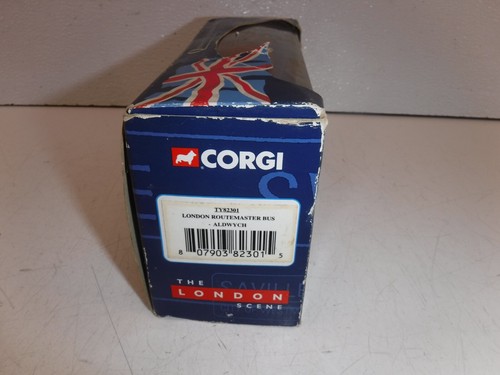 CORGI
TY82301
LONDON ROUTEMASTER BUS
- ALDWYCH
8 07903 82301 5
THE
LONDON
SCENE